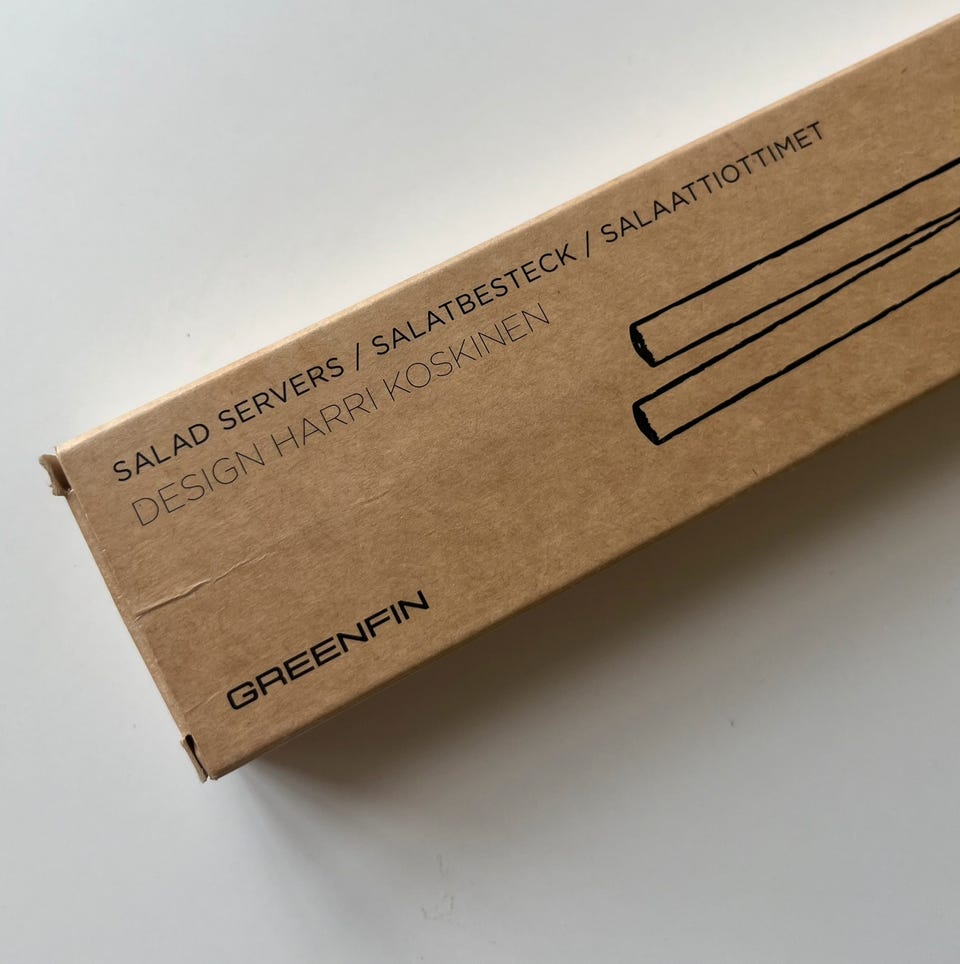 SALAD SERVERS / SALATBESTECK / SALAATTIOTTIMET
DESIGN HARRI KOSKINEN
GREENFIN